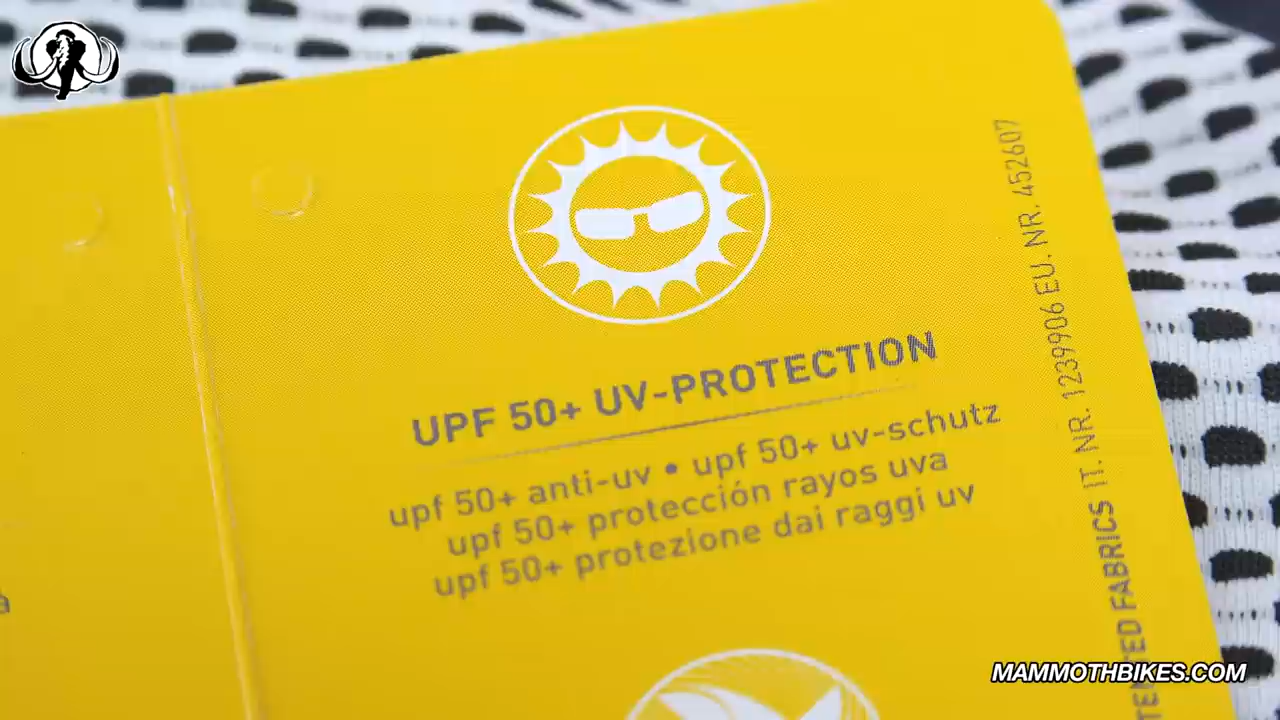 UPF 50+ UV-PROTECTION
upf 50+ anti-uv • upf 50+ uv-schutz
upf 50+ protección rayos uva
upf 50+ protezione dai raggi uv
FABRICS IT. NR. 1239906 EU. NR. 452607
MAMMOTHBIKES.COM